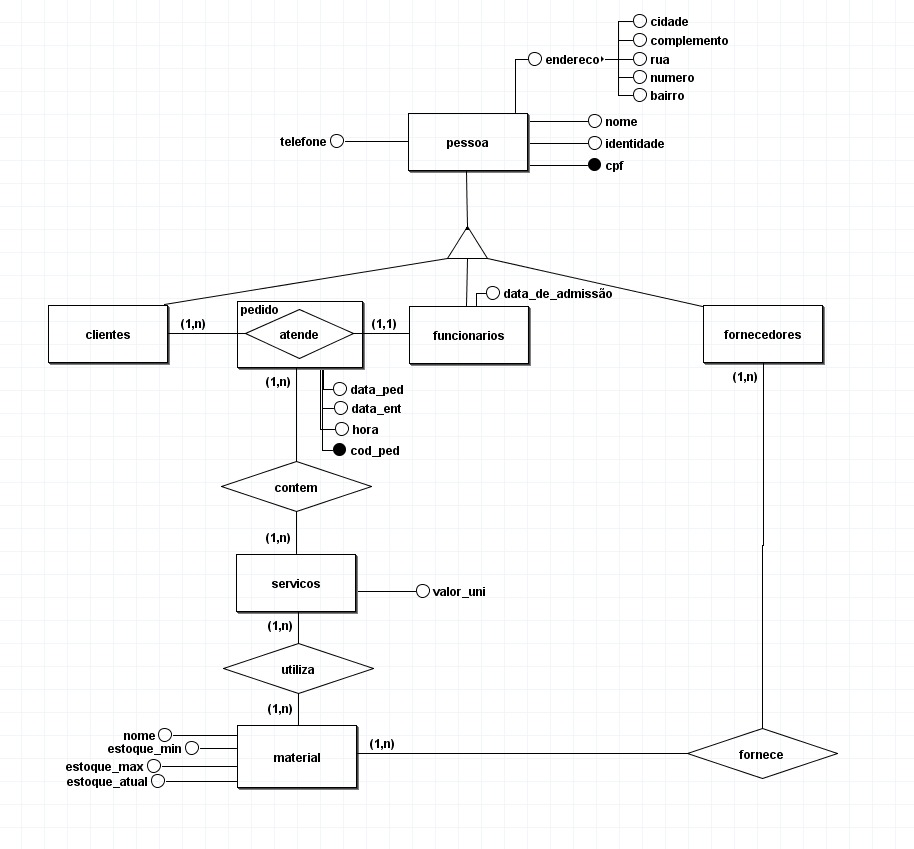 cidade
complemento
endereco
rua
numero
bairro
nome
telefone
pessoa
identidade
cpf
data_de_admissão
pedido
clientes
(1,n)
atende
(1,1)
funcionarios
fornecedores
(1,n)
(1,n)
data_ped
data_ent
hora
cod_ped
contem
(1,n)
servicos
valor_uni
(1,n)
utiliza
(1,n)
nome
estoque_min
(1,n)
material
fornece
estoque_max
estoque_atual